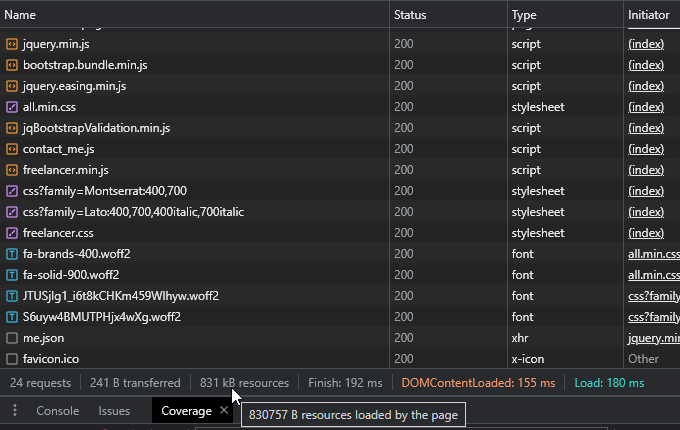 Name Status Type Initiator
jquery.min.js 200 script (index)
bootstrap.bundle.min.js 200 script (index)
jquery.easing.min.js 200 script (index)
all.min.css 200 stylesheet (index)
jqBootstrapValidation.min.js 200 script (index)
contact_me.js 200 script (index)
freelancer.min.js 200 script (index)
css?family=Montserrat:400,700 200 stylesheet (index)
css?family=Lato:400,700,400italic,700italic 200 stylesheet (index)
freelancer.css 200 stylesheet (index)
fa-brands-400.woff2 200 font all.min.css
fa-solid-900.woff2 200 font all.min.css
JTUSjIg1_i6t8kCHKm459Wlhyw.woff2 200 font css?family
S6uyw4BMUTPHjx4wXg.woff2 200 font css?family
me.json 200 xhr jquery.min
favicon.ico 200 x-icon Other
24 requests 241 B transferred 831 kB resources Finish: 192 ms DOMContentLoaded: 155 ms Load: 180 ms
Console Issues Coverage × 830757 B resources loaded by the page